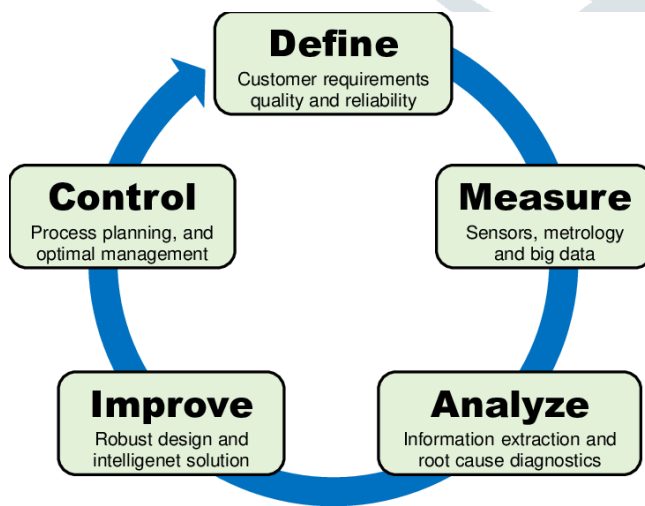 Define
Customer requirements
quality and reliability
Measure
Sensors, metrology
and big data
Analyze
Information extraction and
root cause diagnostics
Improve
Robust design and
intelligenet solution
Control
Process planning, and
optimal management